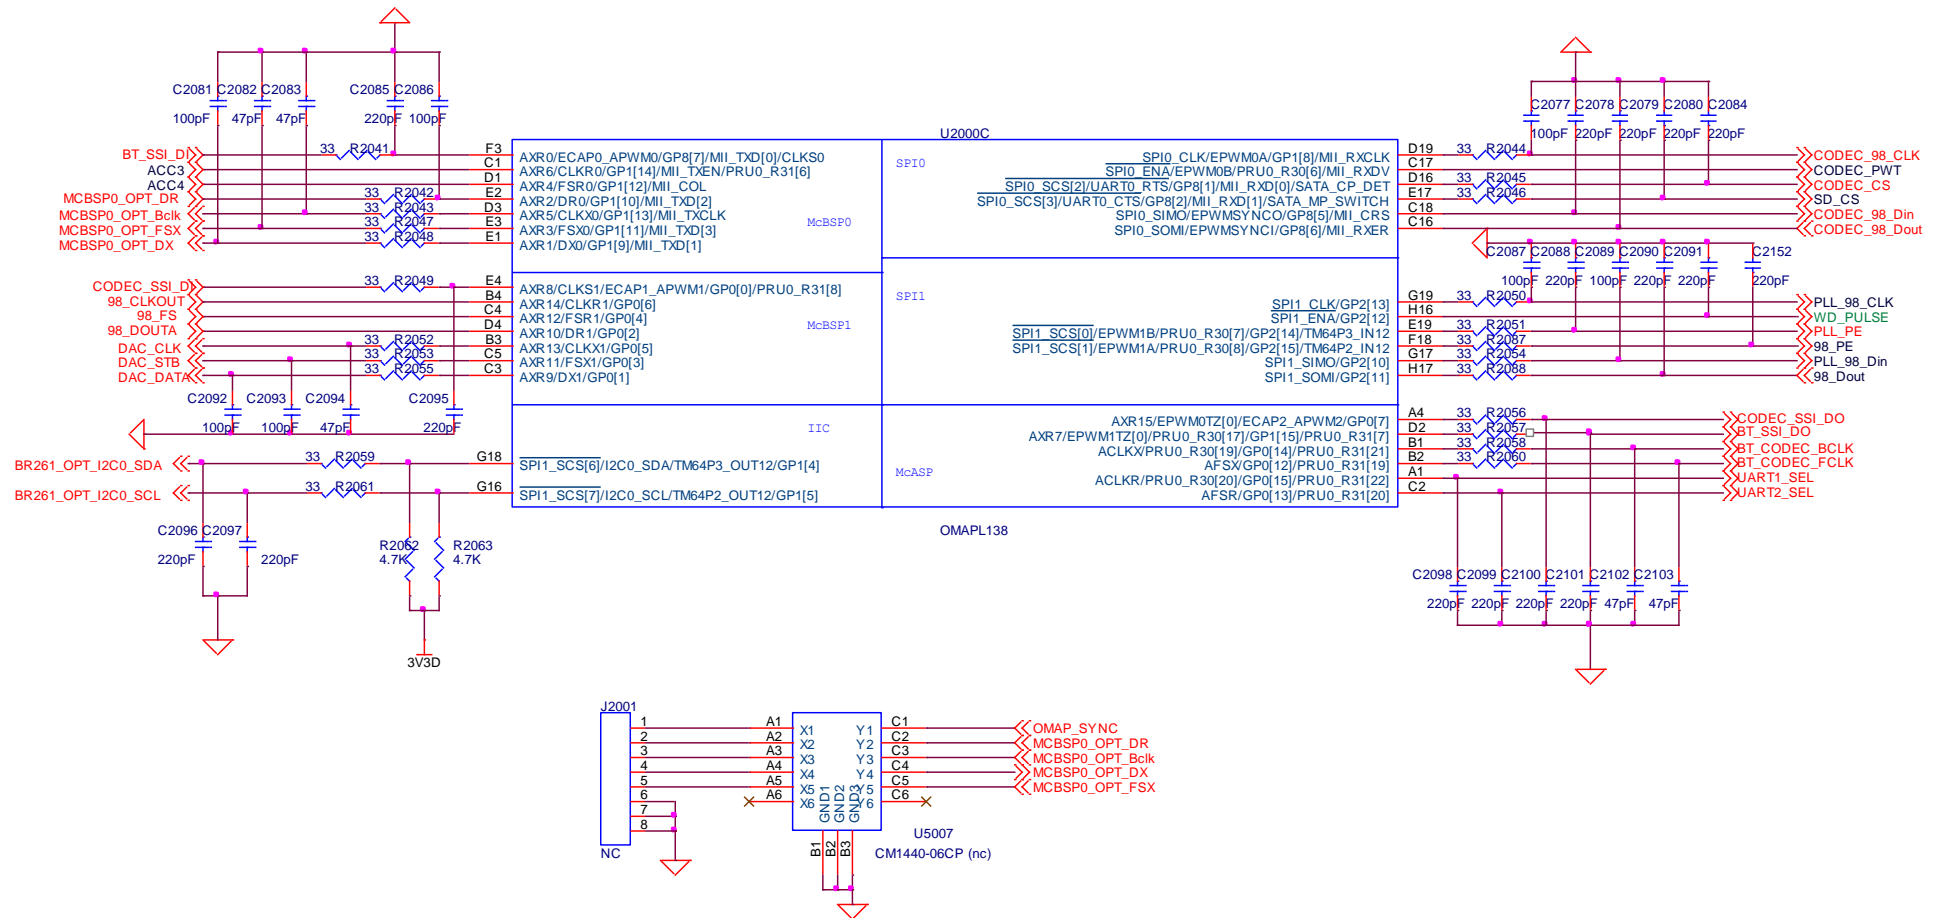 C2081 C2082 C2083 C2085 C2086
100pF 47pF 47pF 220pF 100pF
C2077 C2078 C2079 C2080 C2084
100pF 220pF 220pF 220pF 220pF
U2000C
BT_SSI_DI 33 R2041 F3 AXR0/ECAP0_APWM0/GP8[7]/MII_TXD[0]/CLKS0
ACC3 C1 AXR6/CLKR0/GP1[14]/MII_TXEN/PRU0_R31[6]
ACC4 D1 AXR4/FSR0/GP1[12]/MII_COL
MCBSP0_OPT_DR 33 R2042 E2 AXR2/DR0/GP1[10]/MII_TXD[2]
MCBSP0_OPT_Bclk 33 R2043 D3 AXR5/CLKX0/GP1[13]/MII_TXCLK
MCBSP0_OPT_FSX 33 R2047 E3 AXR3/FSX0/GP1[11]/MII_TXD[3]
MCBSP0_OPT_DX 33 R2048 E1 AXR1/DX0/GP1[9]/MII_TXD[1]
McBSP0
SPI0
SPI0_CLK/EPWM0A/GP1[8]/MII_RXCLK D19 33 R2044 CODEC_98_CLK
SPI0_ENA/EPWM0B/PRU0_R30[6]/MII_RXDV C17 CODEC_PWT
SPI0_SCS[2]/UART0_RTS/GP8[1]/MII_RXD[0]/SATA_CP_DET D16 33 R2045 CODEC_CS
SPI0_SCS[3]/UART0_CTS/GP8[2]/MII_RXD[1]/SATA_MP_SWITCH E17 33 R2046 SD_CS
SPI0_SIMO/EPWMSYNCO/GP8[5]/MII_CRS C18 CODEC_98_Din
SPI0_SOMI/EPWMSYNCI/GP8[6]/MII_RXER C16 CODEC_98_Dout
C2087 C2088 C2089 C2090 C2091 C2152
100pF 220pF 100pF 220pF 220pF 220pF
CODEC_SSI_DI 33 R2049 E4 AXR8/CLKS1/ECAP1_APWM1/GP0[0]/PRU0_R31[8]
98_CLKOUT B4 AXR14/CLKR1/GP0[6]
98_FS C4 AXR12/FSR1/GP0[4]
98_DOUTA D4 AXR10/DR1/GP0[2]
DAC_CLK 33 R2052 B3 AXR13/CLKX1/GP0[5]
DAC_STB 33 R2053 C5 AXR11/FSX1/GP0[3]
DAC_DATA 33 R2055 C3 AXR9/DX1/GP0[1]
McBSP1
SPI1
SPI1_CLK/GP2[13] G19 33 R2050 PLL_98_CLK
SPI1_ENA/GP2[12] H16 WD_PULSE
SPI1_SCS[0]/EPWM1B/PRU0_R30[7]/GP2[14]/TM64P3_IN12 E19 33 R2051 PLL_PE
SPI1_SCS[1]/EPWM1A/PRU0_R30[8]/GP2[15]/TM64P2_IN12 F18 33 R2087 98_PE
SPI1_SIMO/GP2[10] G17 33 R2054 PLL_98_Din
SPI1_SOMI/GP2[11] H17 33 R2088 98_Dout
C2092 C2093 C2094 C2095
100pF 100pF 47pF 220pF
IIC
BR261_OPT_I2C0_SDA 33 R2059 G18 SPI1_SCS[6]/I2C0_SDA/TM64P3_OUT12/GP1[4]
BR261_OPT_I2C0_SCL 33 R2061 G16 SPI1_SCS[7]/I2C0_SCL/TM64P2_OUT12/GP1[5]
McASP
AXR15/EPWM0TZ[0]/ECAP2_APWM2/GP0[7] A4 33 R2056 CODEC_SSI_DO
AXR7/EPWM1TZ[0]/PRU0_R30[17]/GP1[15]/PRU0_R31[7] D2 33 R2057 BT_SSI_DO
ACLKX/PRU0_R30[19]/GP0[14]/PRU0_R31[21] B1 33 R2058 BT_CODEC_BCLK
AFSX/GP0[12]/PRU0_R31[19] B2 33 R2060 BT_CODEC_FCLK
ACLKR/PRU0_R30[20]/GP0[15]/PRU0_R31[22] A1 UART1_SEL
AFSR/GP0[13]/PRU0_R31[20] C2 UART2_SEL
OMAPL138
C2096 C2097
220pF 220pF
R2062 R2063
4.7K 4.7K
3V3D
C2098 C2099 C2100 C2101 C2102 C2103
220pF 220pF 220pF 220pF 47pF 47pF
J2001
1 A1 X1 Y1 C1 OMAP_SYNC
2 A2 X2 Y2 C2 MCBSP0_OPT_DR
3 A3 X3 Y3 C3 MCBSP0_OPT_Bclk
4 A4 X4 Y4 C4 MCBSP0_OPT_DX
5 A5 X5 Y5 C5 MCBSP0_OPT_FSX
6 A6 X6 Y6 C6
7
8
GND1 GND2 GND3
B1 B2 B3
NC
U5007
CM1440-06CP (nc)